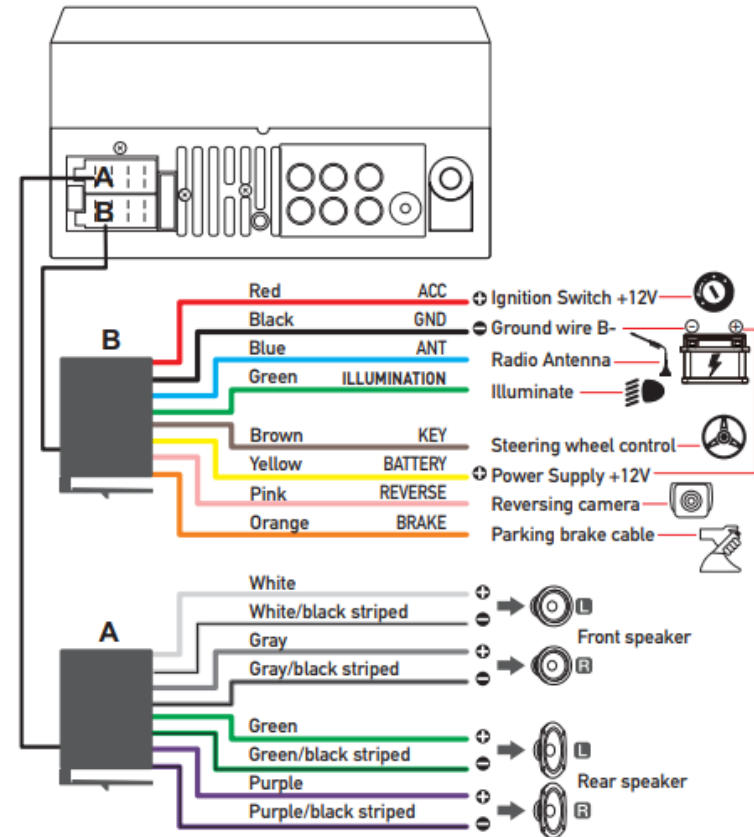 A
B
B
Red ACC Ignition Switch +12V
Black GND Ground wire B-
Blue ANT Radio Antenna
Green ILLUMINATION Illuminate
Brown KEY Steering wheel control
Yellow BATTERY Power Supply +12V
Pink REVERSE Reversing camera
Orange BRAKE Parking brake cable
A
White
L
White/black striped
Front speaker
Gray
R
Gray/black striped
Green
L
Green/black striped
Rear speaker
Purple
R
Purple/black striped